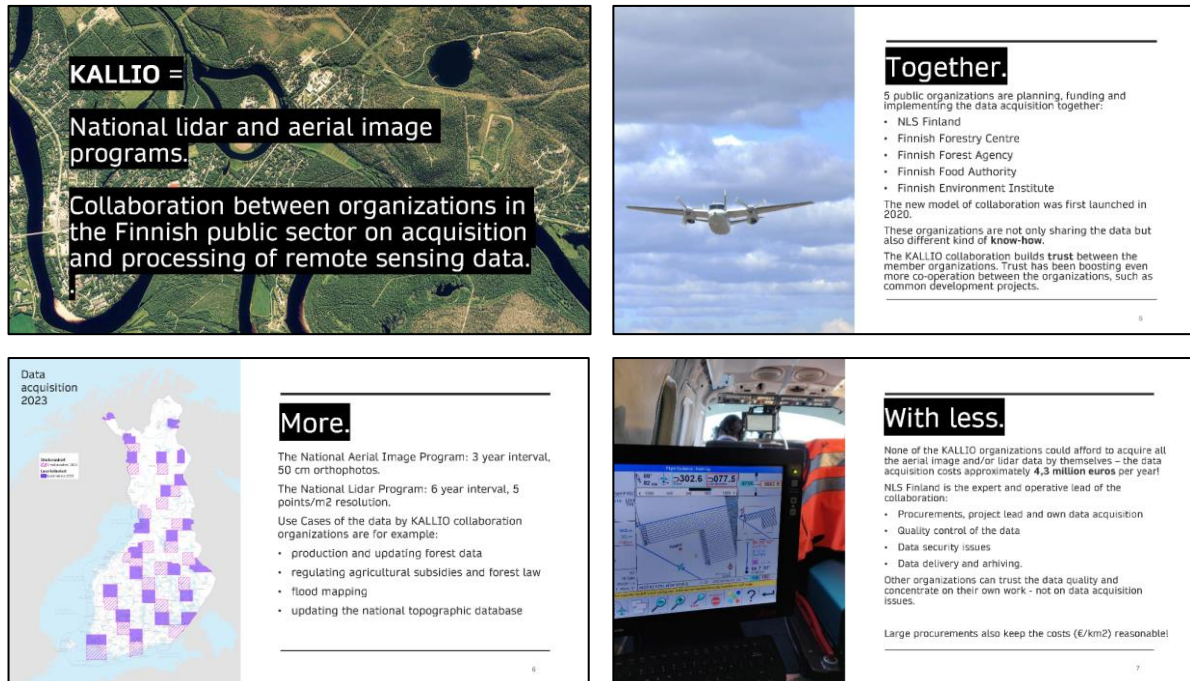 KALLIO =
National lidar and aerial image
programs.
Collaboration between organizations in
the Finnish public sector on acquisition
and processing of remote sensing data.
.
Together.
5 public organizations are planning, funding and
implementing the data acquisition together:
• NLS Finland
• Finnish Forestry Centre
• Finnish Forest Agency
• Finnish Food Authority
• Finnish Environment Institute
The new model of collaboration was first launched in
2020.
These organizations are not only sharing the data but
also different kind of know-how.
The KALLIO collaboration builds trust between the
member organizations. Trust has been boosting even
more co-operation between the organizations, such as
common development projects.
5
Data
acquisition
2023
More.
The National Aerial Image Program: 3 year interval,
50 cm orthophotos.
The National Lidar Program: 6 year interval, 5
points/m2 resolution.
Use Cases of the data by KALLIO collaboration
organizations are for example:
• production and updating forest data
• regulating agricultural subsidies and forest law
• flood mapping
• updating the national topographic database
6
302.6
077.5
With less.
None of the KALLIO organizations could afford to acquire all
the aerial image and/or lidar data by themselves – the data
acquisition costs approximately 4,3 million euros per year!
NLS Finland is the expert and operative lead of the
collaboration:
• Procurements, project lead and own data acquisition
• Quality control of the data
• Data security issues
• Data delivery and arhiving.
Other organizations can trust the data quality and
concentrate on their own work - not on data acquisition
issues.
Large procurements also keep the costs (€/km2) reasonable!
7